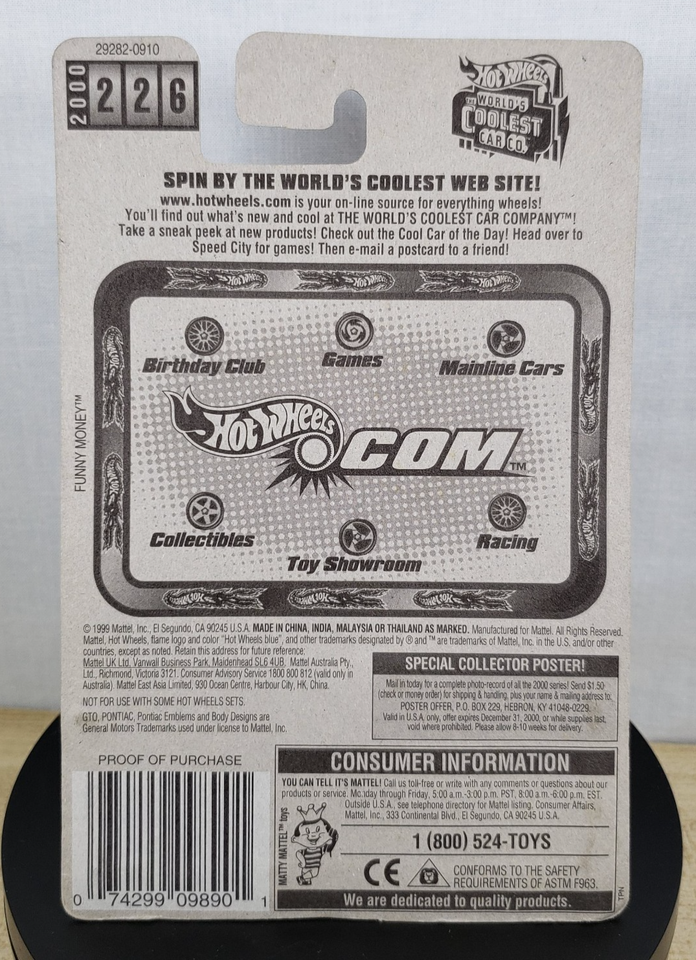 29282-0910
2000 226
Hot Wheels
THE WORLD'S
COOLEST
CAR CO.™
SPIN BY THE WORLD'S COOLEST WEB SITE!
www.hotwheels.com is your on-line source for everything wheels!
You'll find out what's new and cool at THE WORLD'S COOLEST CAR COMPANY™!
Take a sneak peek at new products! Check out the Cool Car of the Day! Head over to
Speed City for games! Then e-mail a postcard to a friend!
FUNNY MONEY™
Birthday Club
Games
Mainline Cars
Hot Wheels .COM™
Collectibles
Toy Showroom
Racing
© 1999 Mattel, Inc., El Segundo, CA 90245 U.S.A. MADE IN CHINA, INDIA, MALAYSIA OR THAILAND AS MARKED. Manufactured for Mattel. All Rights Reserved.
Mattel, Hot Wheels, flame logo and color "Hot Wheels blue", and other trademarks designated by ® and ™ are trademarks of Mattel, Inc. in the U.S. and/or other
countries, except as noted. Retain this address for future reference:
Mattel UK Ltd, Vanwall Business Park, Maidenhead SL6 4UB. Mattel Australia Pty.,
Ltd., Richmond, Victoria 3121. Consumer Advisory Service 1800 800 812 (valid only in
Australia). Mattel East Asia Limited, 930 Ocean Centre, Harbour City, HK, China.
NOT FOR USE WITH SOME HOT WHEELS SETS.
GTO, PONTIAC, Pontiac Emblems and Body Designs are
General Motors Trademarks used under license to Mattel, Inc.
SPECIAL COLLECTOR POSTER!
Mail in today for a complete photo-record of all the 2000 series! Send $1.50
(check or money order) for shipping & handling, plus your name & mailing address to:
POSTER OFFER, P.O. BOX 229, HEBRON, KY 41048-0229.
Valid in U.S.A. only, offer expires December 31, 2000, or while supplies last,
void where prohibited. Please allow 8-10 weeks for delivery.
PROOF OF PURCHASE
0 74299 09890 1
CONSUMER INFORMATION
YOU CAN TELL IT'S MATTEL! Call us toll-free or write with any comments or questions about our
products or service. Monday through Friday, 5:00 a.m.-3:00 p.m. PST, 8:00 a.m.-6:00 p.m. EST.
Outside U.S.A., see telephone directory for Mattel listing. Consumer Affairs,
Mattel, Inc., 333 Continental Blvd., El Segundo, CA 90245 U.S.A.
MATTY MATTEL™ toys
1 (800) 524-TOYS
CE
CONFORMS TO THE SAFETY
REQUIREMENTS OF ASTM F963.
We are dedicated to quality products.
TPN